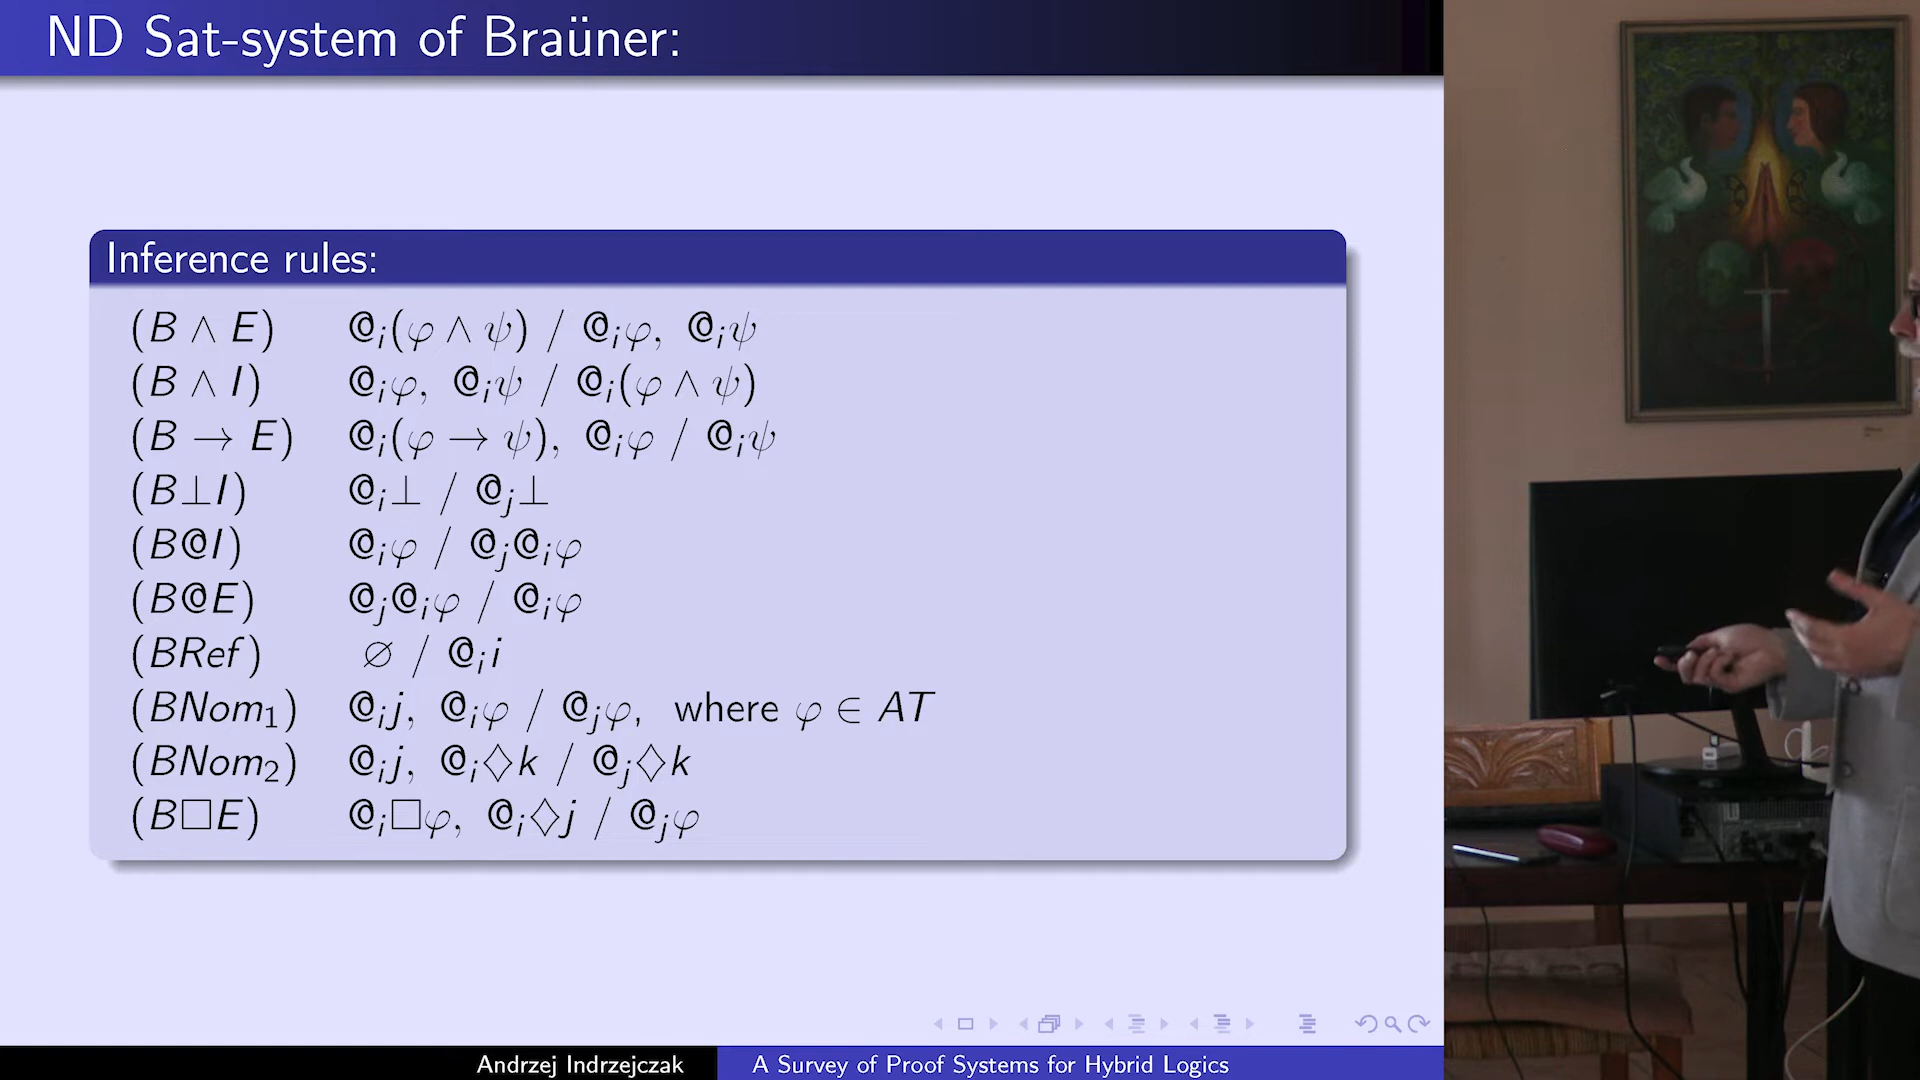 ND Sat-system of Braüner:
Inference rules:
(B ∧ E) @ᵢ(φ ∧ ψ) / @ᵢφ, @ᵢψ
(B ∧ I) @ᵢφ, @ᵢψ / @ᵢ(φ ∧ ψ)
(B → E) @ᵢ(φ → ψ), @ᵢφ / @ᵢψ
(B⊥I) @ᵢ⊥ / @ⱼ⊥
(B@I) @ᵢφ / @ⱼ@ᵢφ
(B@E) @ⱼ@ᵢφ / @ᵢφ
(BRef) ∅ / @ᵢi
(BNom₁) @ᵢj, @ᵢφ / @ⱼφ, where φ ∈ AT
(BNom₂) @ᵢj, @ᵢ◇k / @ⱼ◇k
(B□E) @ᵢ□φ, @ᵢ◇j / @ⱼφ
Andrzej Indrzejczak A Survey of Proof Systems for Hybrid Logics